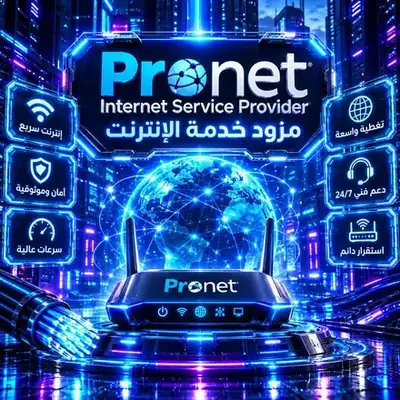 Pronet
Internet Service Provider
مزود خدمة الإنترنت
إنترنت سريع
تغطية واسعة
أمان وموثوقية
دعم فني 24/7
سرعات عالية
استقرار دائم
Pronet